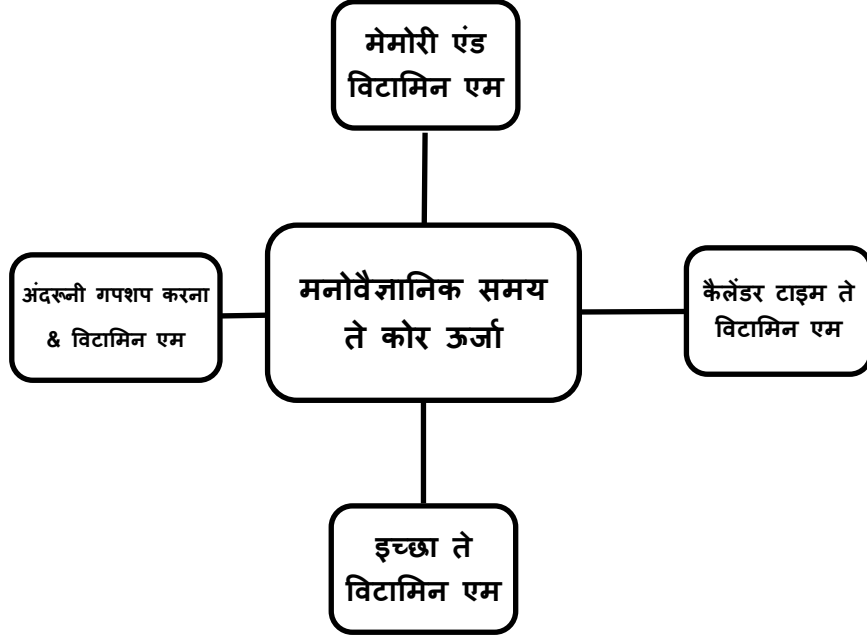 मेमोरी एंड
विटामिन एम
अंदरूनी गपशप करना
& विटामिन एम
मनोवैज्ञानिक समय
ते कोर ऊर्जा
कैलेंडर टाइम ते
विटामिन एम
इच्छा ते
विटामिन एम